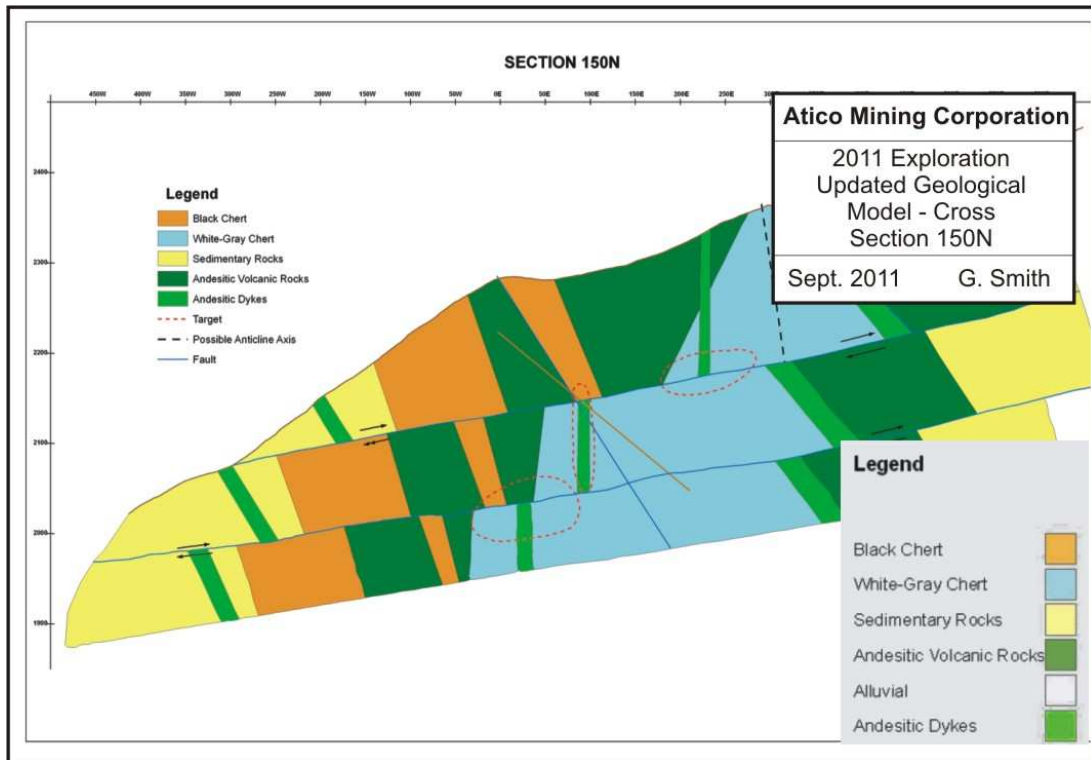 SECTION 150N
450W 400W 350W 300W 250W 200W 150W 100W 50W 0E 50E 100E 150E 200E 250E
Atico Mining Corporation
2011 Exploration
Updated Geological
Model - Cross
Section 150N
Sept. 2011 G. Smith
2400
2300
2200
2100
2000
1900
Legend
Black Chert
White-Gray Chert
Sedimentary Rocks
Andesitic Volcanic Rocks
Andesitic Dykes
Target
Possible Anticline Axis
Fault
Legend
Black Chert
White-Gray Chert
Sedimentary Rocks
Andesitic Volcanic Rocks
Alluvial
Andesitic Dykes